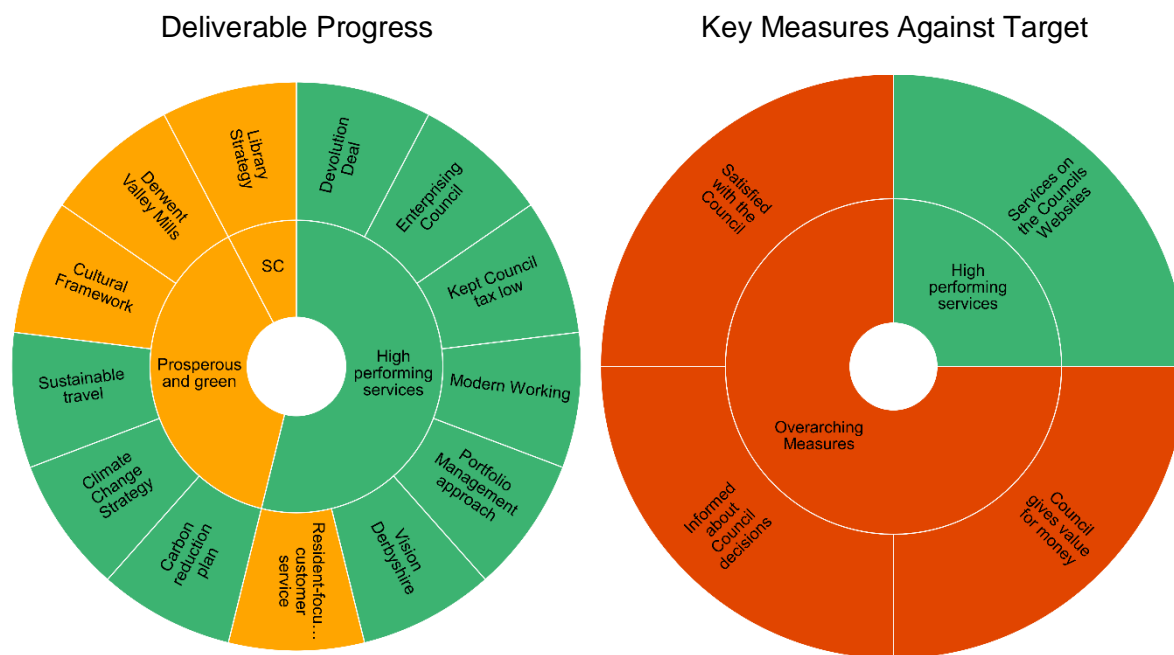 Deliverable Progress
Key Measures Against Target
Library
Strategy
Devolution
Deal
Enterprising
Council
Kept Council
tax low
Modern Working
Portfolio
Management
approach
Vision
Derbyshire
Resident-focu...
customer
service
Carbon
reduction
plan
Climate
Change
Strategy
Sustainable
travel
Cultural
Framework
Derwent
Valley Mills
SC
High
performing
services
Prosperous
and green
Satisfied
with the
Council
Services on
the Councils
Websites
High
performing
services
Overarching
Measures
Informed
about
Council
decisions
Council
gives value
for money